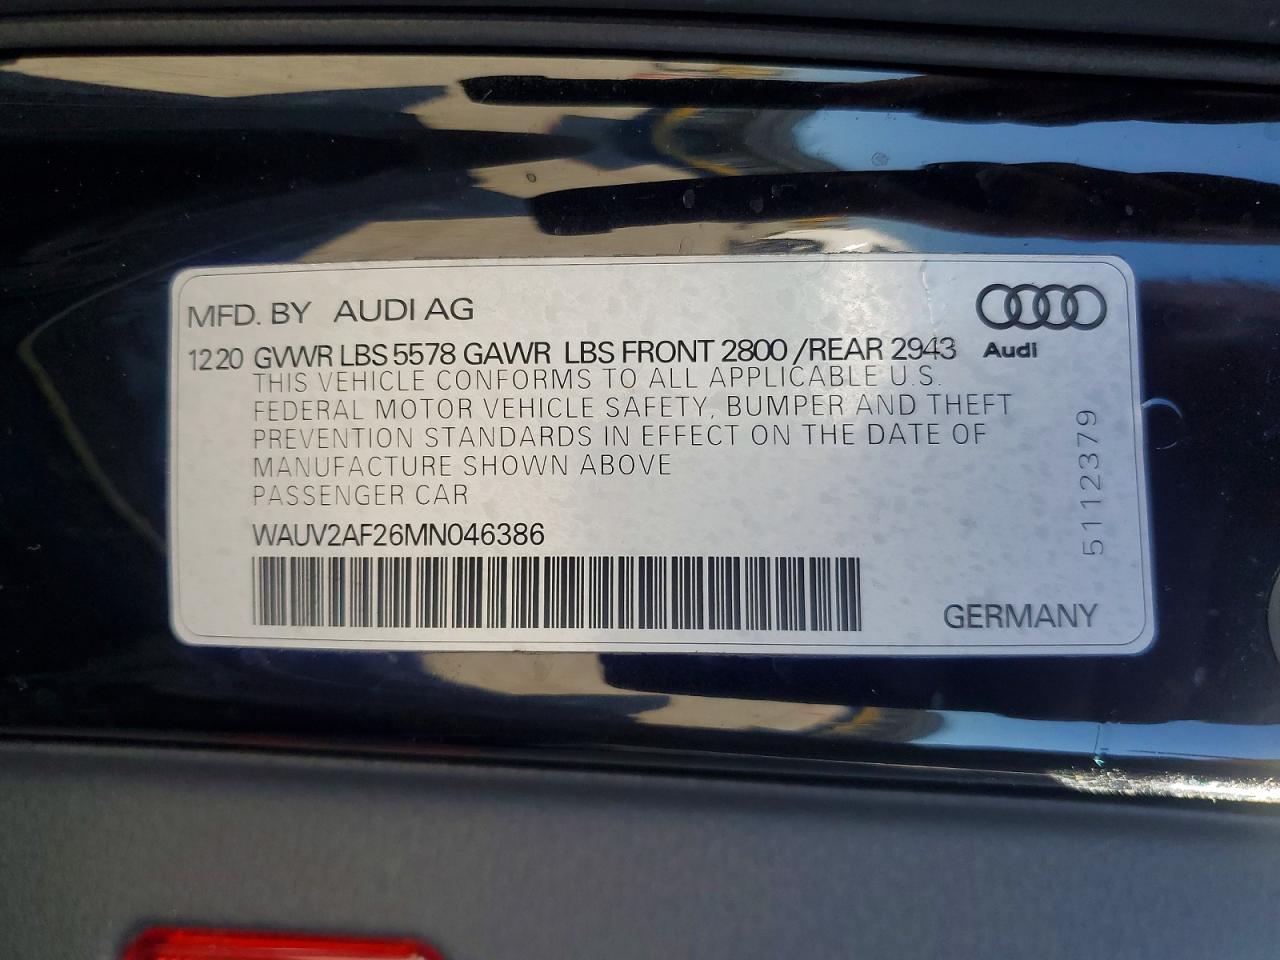 MFD. BY AUDI AG
12 20 GVWR LBS 5578 GAWR LBS FRONT 2800 /REAR 2943
Audi
THIS VEHICLE CONFORMS TO ALL APPLICABLE U.S.
FEDERAL MOTOR VEHICLE SAFETY, BUMPER AND THEFT
PREVENTION STANDARDS IN EFFECT ON THE DATE OF
MANUFACTURE SHOWN ABOVE
PASSENGER CAR
WAUV2AF26MN046386
5112379
GERMANY